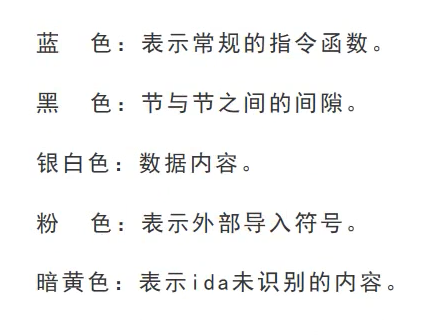 蓝　色：表示常规的指令函数。
黑　色：节与节之间的间隙。
银白色：数据内容。
粉　色：表示外部导入符号。
暗黄色：表示ida未识别的内容。